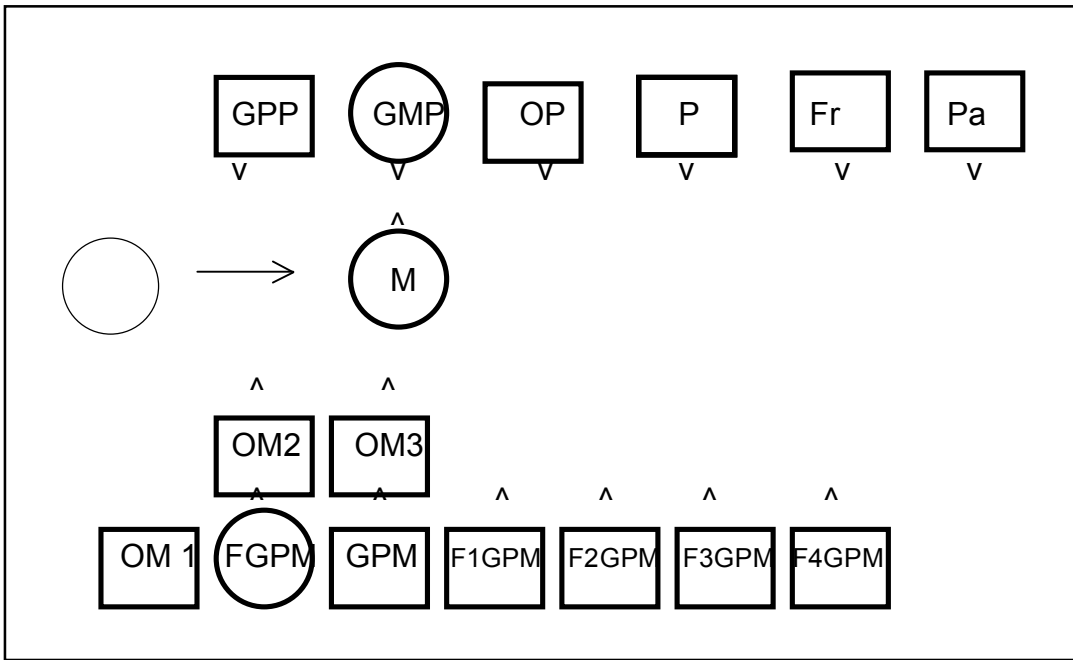 GPP GMP OP P Fr Pa
v v v v v v
^
M
^ ^
OM2 OM3
^ ^ ^ ^ ^ ^
OM 1 FGPM GPM F1GPM F2GPM F3GPM F4GPM